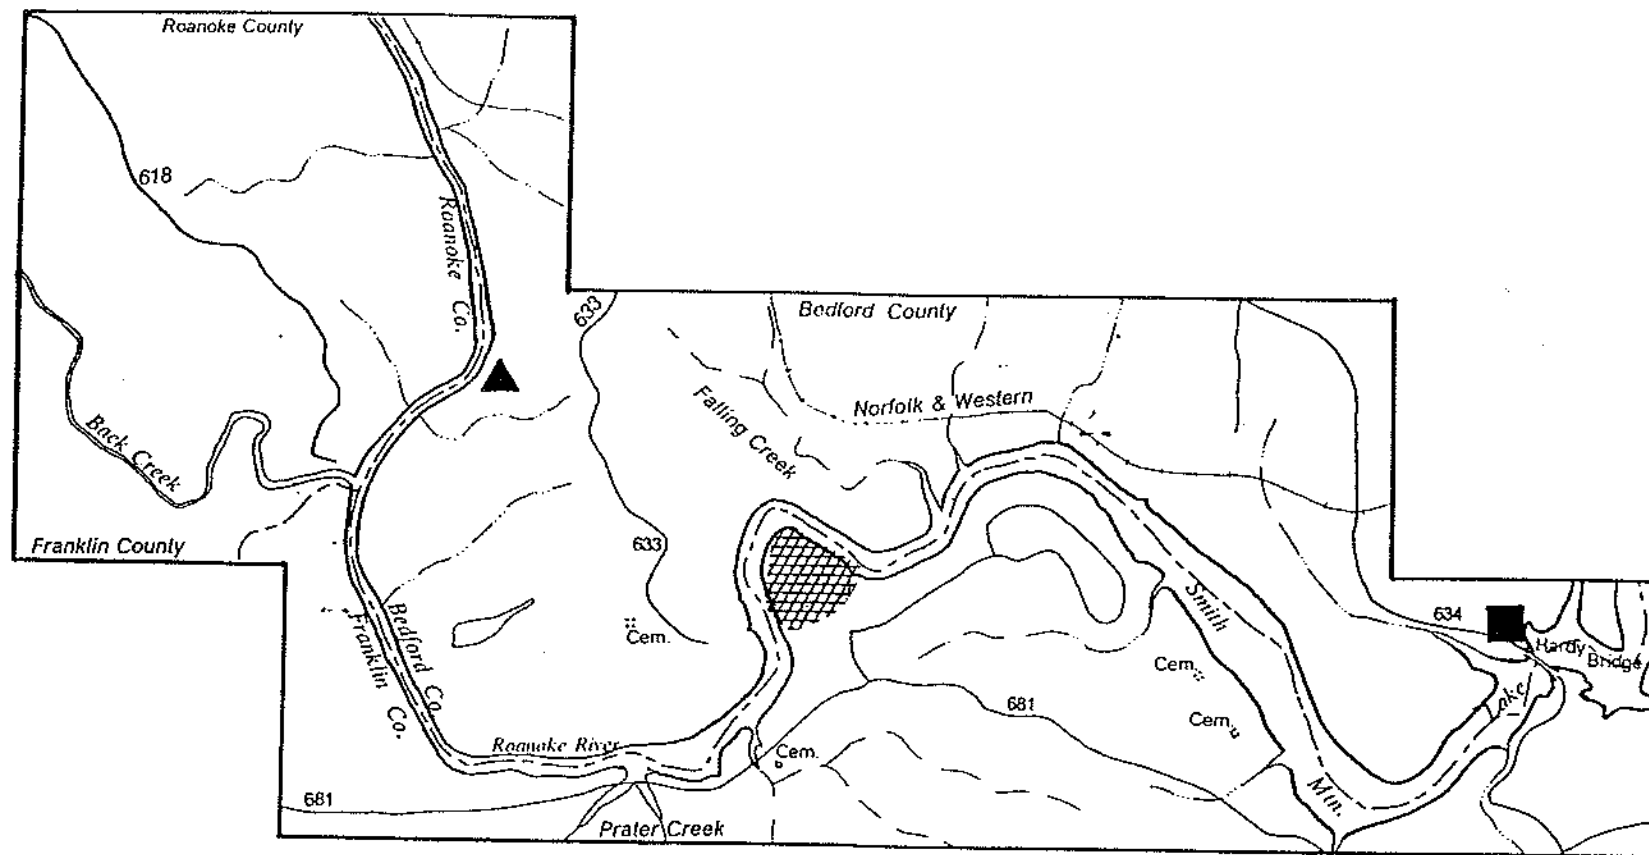 Roanoke County
618
Roanoke Co.
633
Bedford County
Norfolk & Western
Falling Creek
Back Creek
Franklin County
633
Bedford Co.
Franklin Co.
Cem.
Smith
634
Hardy Bridge
Cem.
Cem.
681
Lake
Roanoke River
Cem.
681
Mtn.
Prater Creek